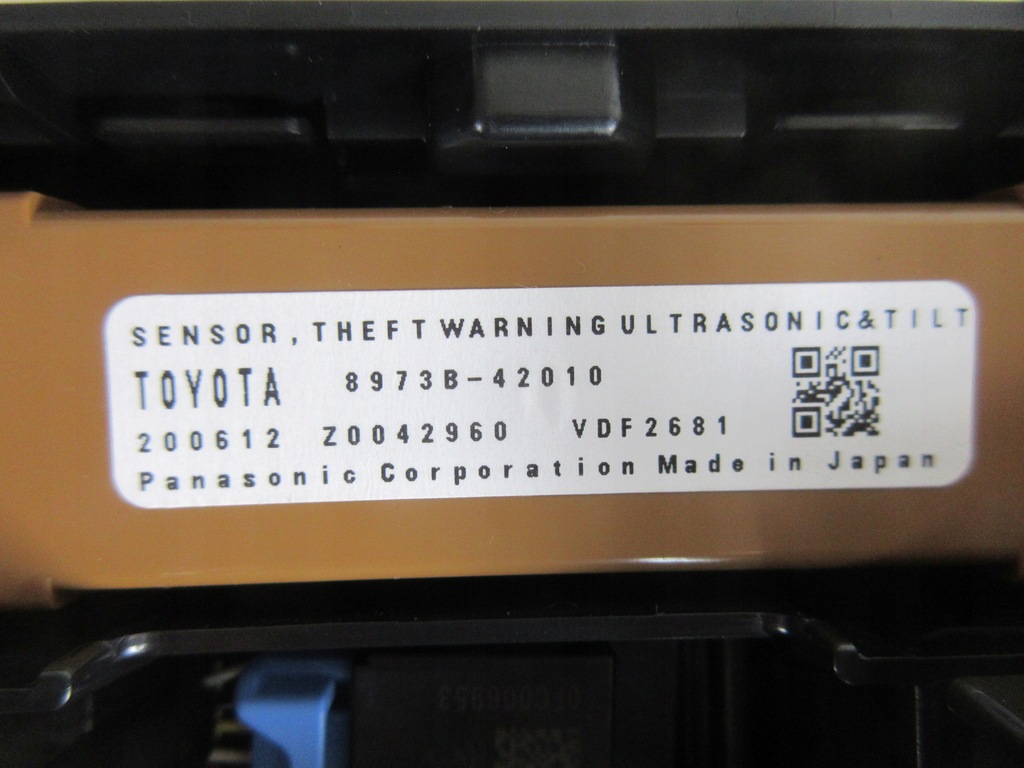 SENSOR, THEFT WARNING ULTRASONIC&TILT
TOYOTA 8973B-42010
200612 Z0042960 VDF2681
Panasonic Corporation Made in Japan